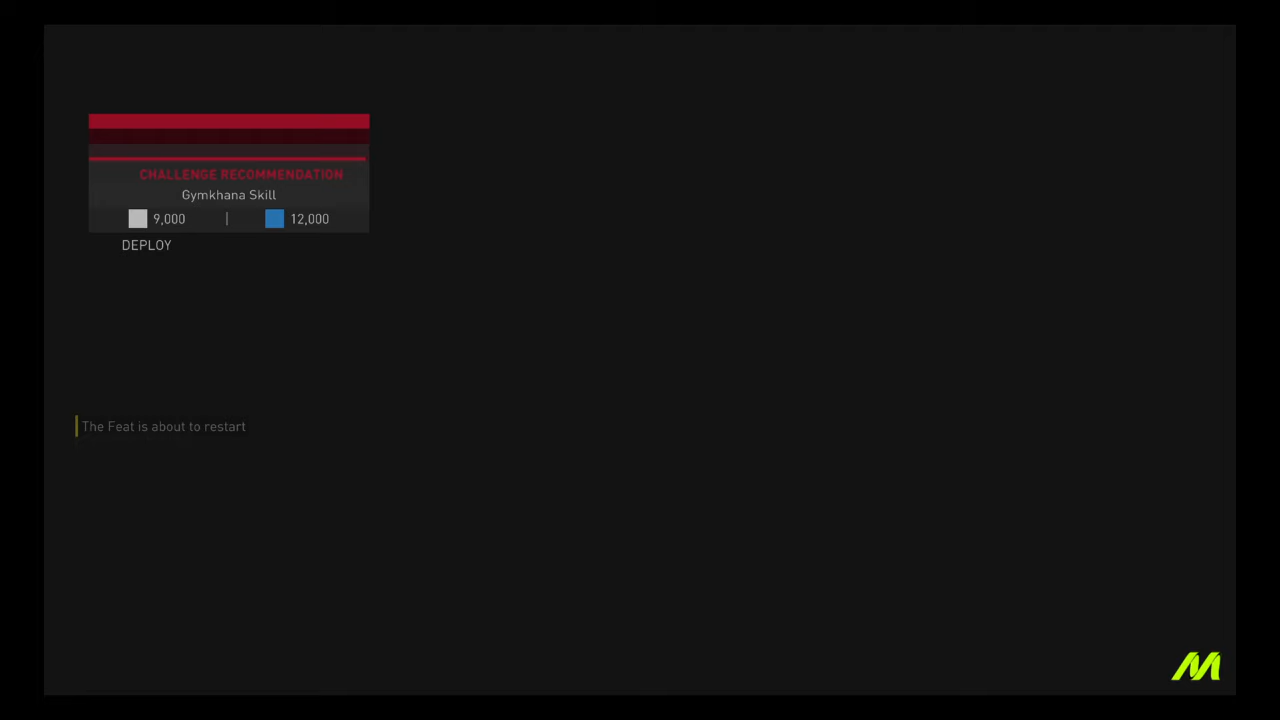 CHALLENGE RECOMMENDATION
Gymkhana Skill
9,000 | 12,000
DEPLOY
The Feat is about to restart